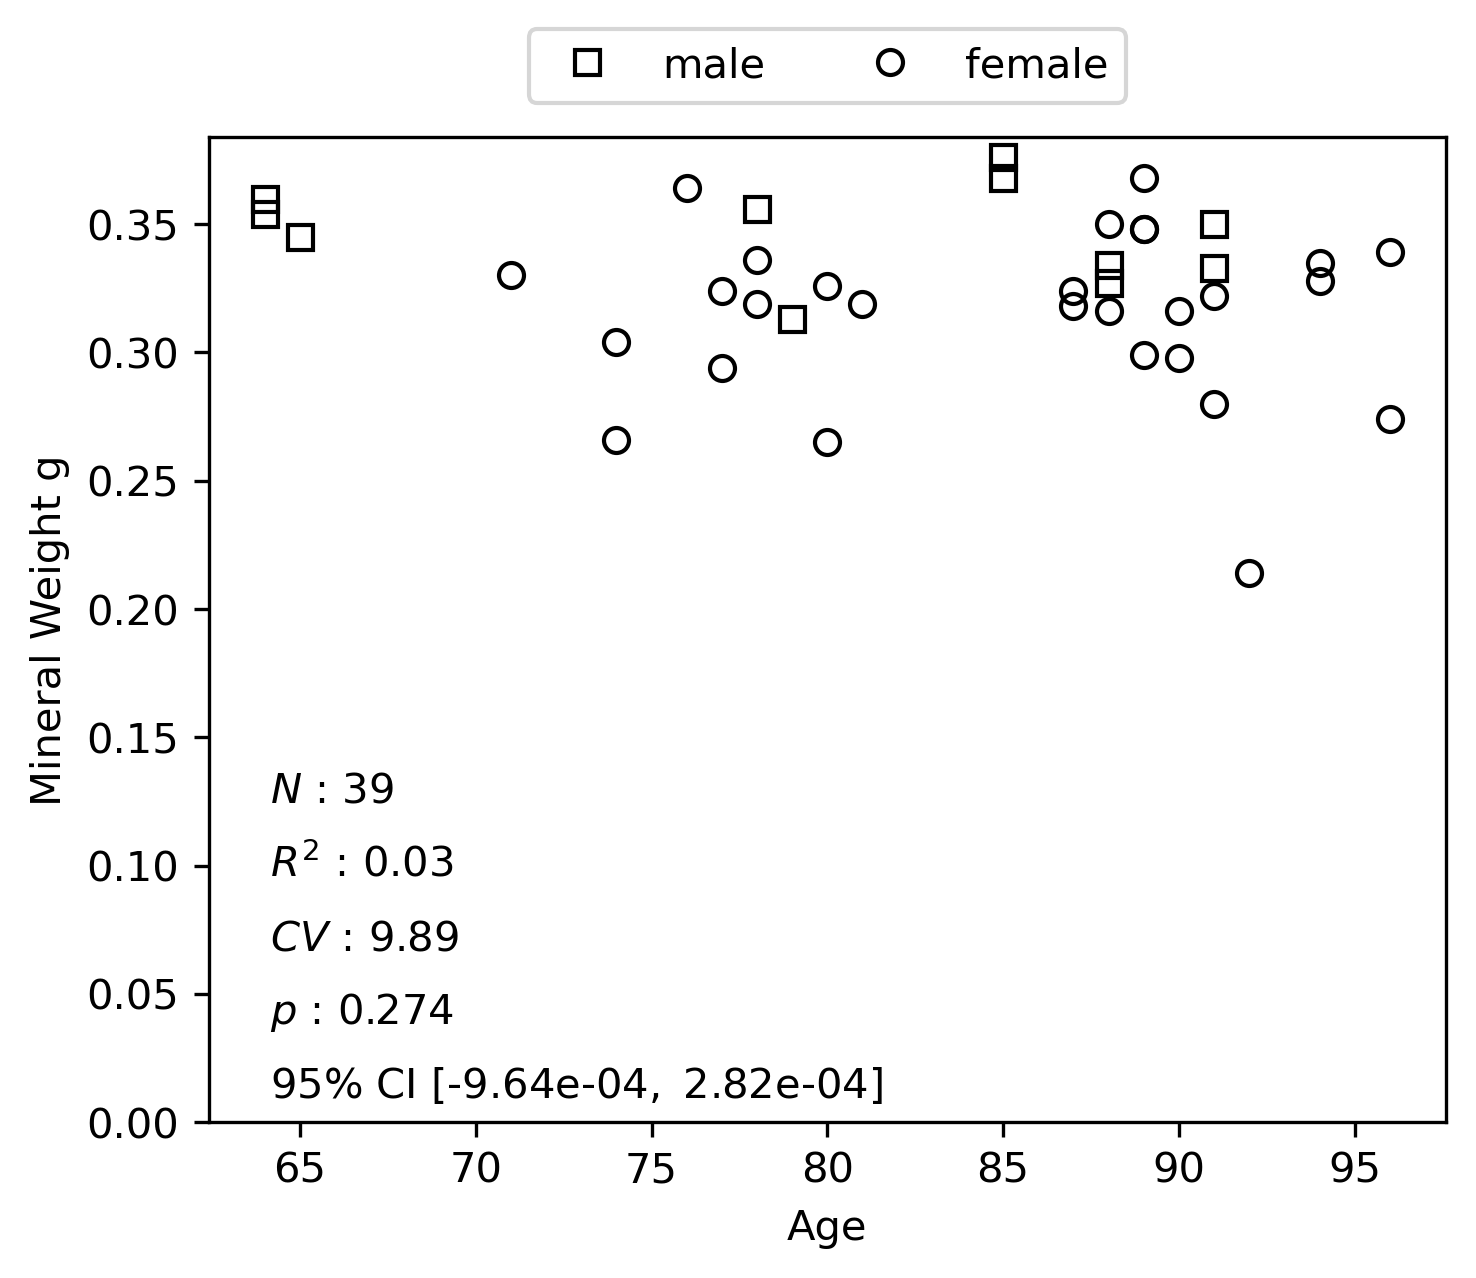 male female
0.35
0.30
0.25
0.20
0.15
0.10
0.05
0.00
Mineral Weight g
N : 39
R² : 0.03
CV : 9.89
p : 0.274
95% CI [-9.64e-04, 2.82e-04]
65 70 75 80 85 90 95
Age